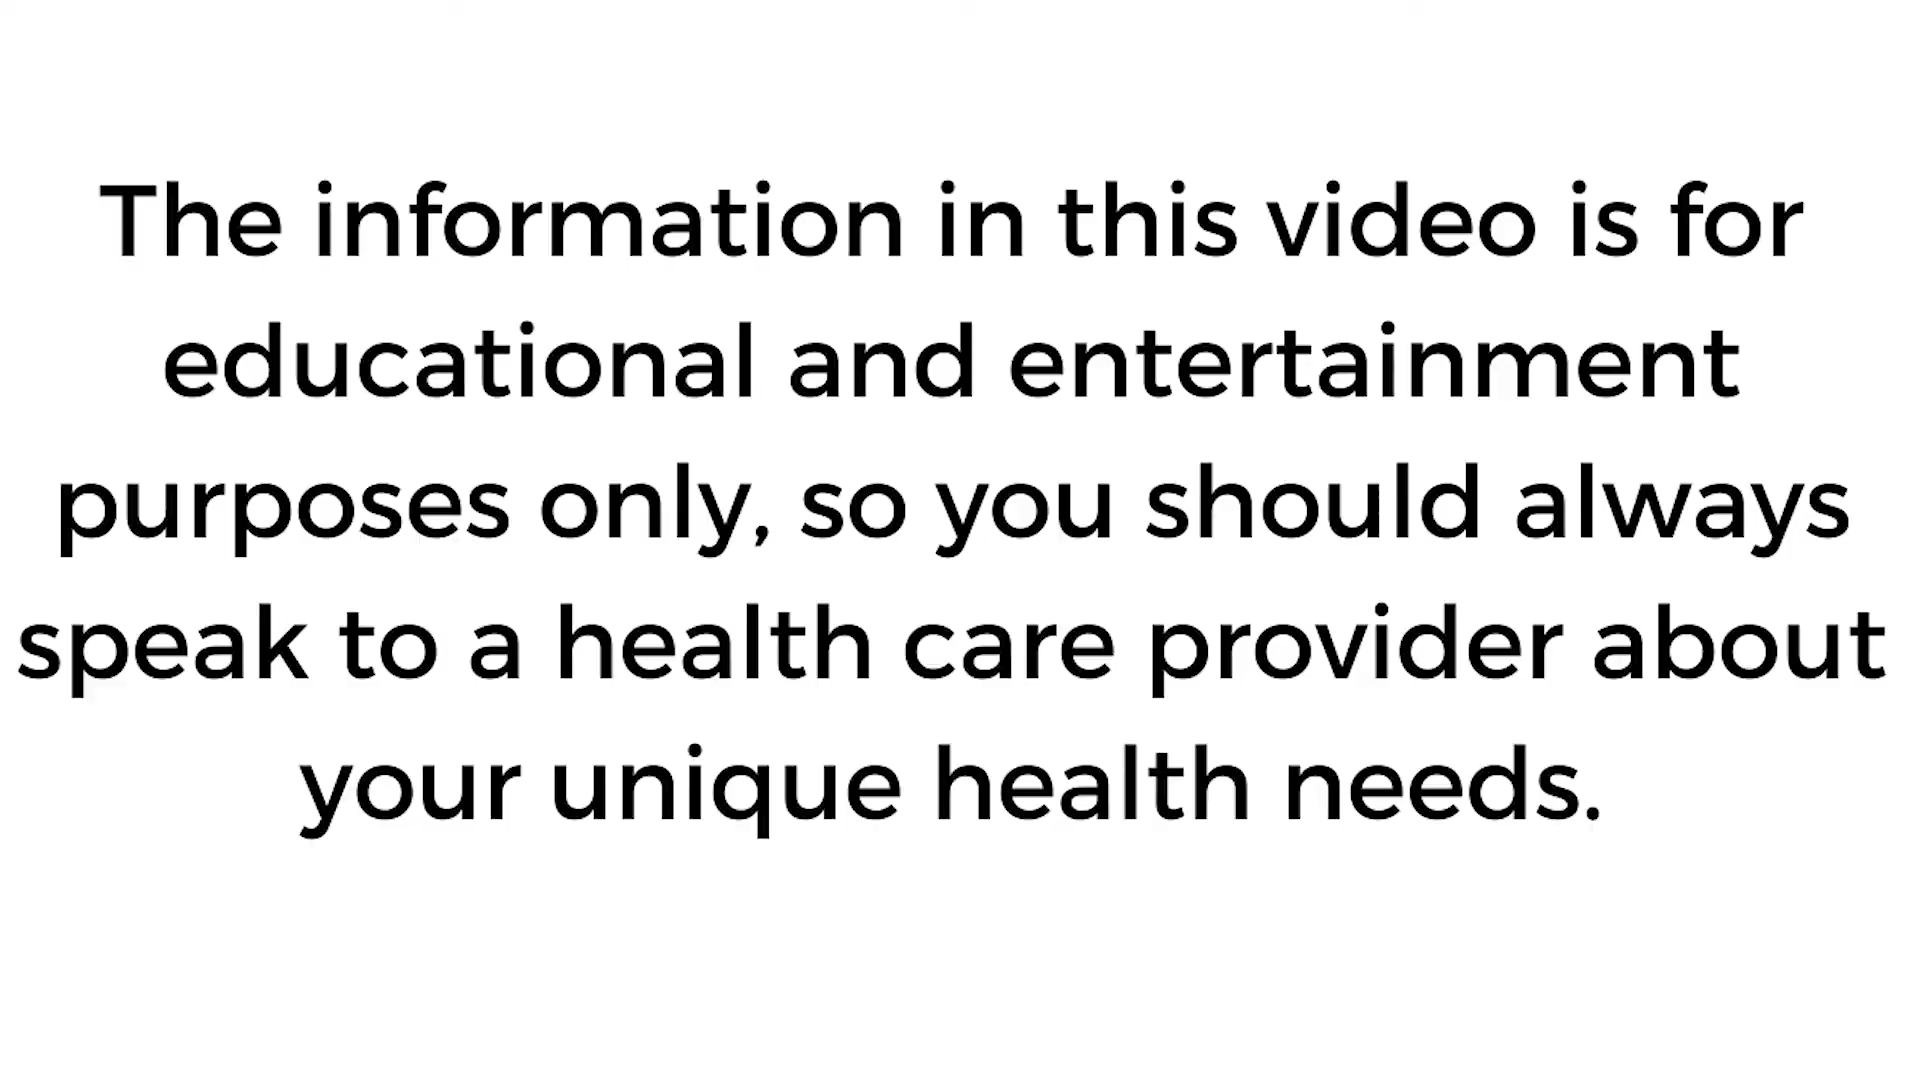 The information in this video is for
educational and entertainment
purposes only, so you should always
speak to a health care provider about
your unique health needs.